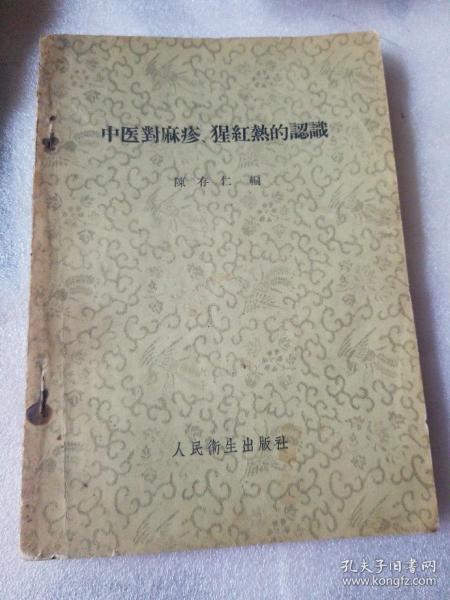 中医對麻疹、猩紅熱的認識
陳存仁 編
人民衛生出版社
孔夫子旧书网
www.kongfz.com